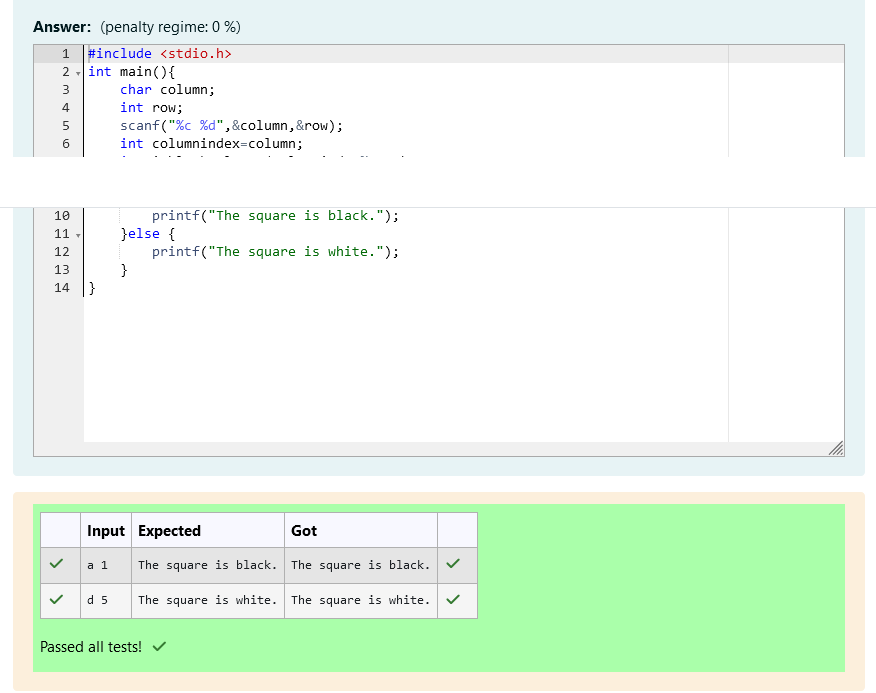 Answer: (penalty regime: 0 %)
1 #include <stdio.h>
2 int main(){
3 char column;
4 int row;
5 scanf("%c %d",&column,&row);
6 int columnindex=column;
10 printf("The square is black.");
11 }else {
12 printf("The square is white.");
13 }
14 }
Input Expected Got
a 1 The square is black. The square is black.
d 5 The square is white. The square is white.
Passed all tests!